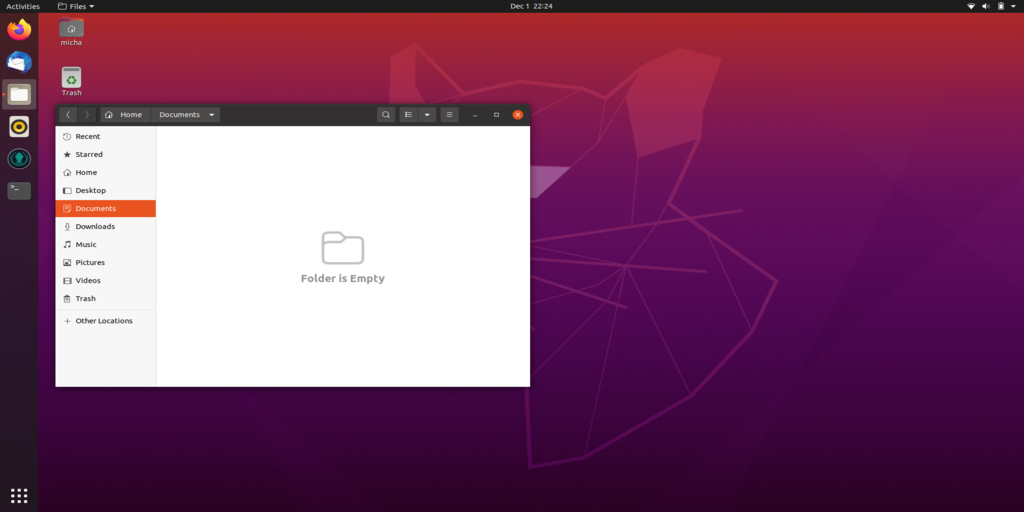 Activities
Files
Dec 1 22:24
micha
Trash
Home
Documents
Recent
Starred
Home
Desktop
Documents
Downloads
Music
Pictures
Videos
Trash
Other Locations
Folder is Empty